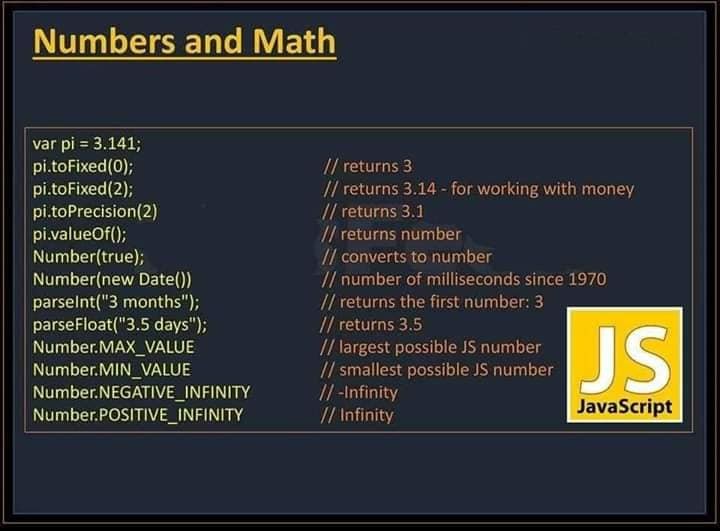 Numbers and Math
var pi = 3.141;
pi.toFixed(0); // returns 3
pi.toFixed(2); // returns 3.14 - for working with money
pi.toPrecision(2) // returns 3.1
pi.valueOf(); // returns number
Number(true); // converts to number
Number(new Date()) // number of milliseconds since 1970
parseInt("3 months"); // returns the first number: 3
parseFloat("3.5 days"); // returns 3.5
Number.MAX_VALUE // largest possible JS number
Number.MIN_VALUE // smallest possible JS number
Number.NEGATIVE_INFINITY // -Infinity
Number.POSITIVE_INFINITY // Infinity
JS
JavaScript